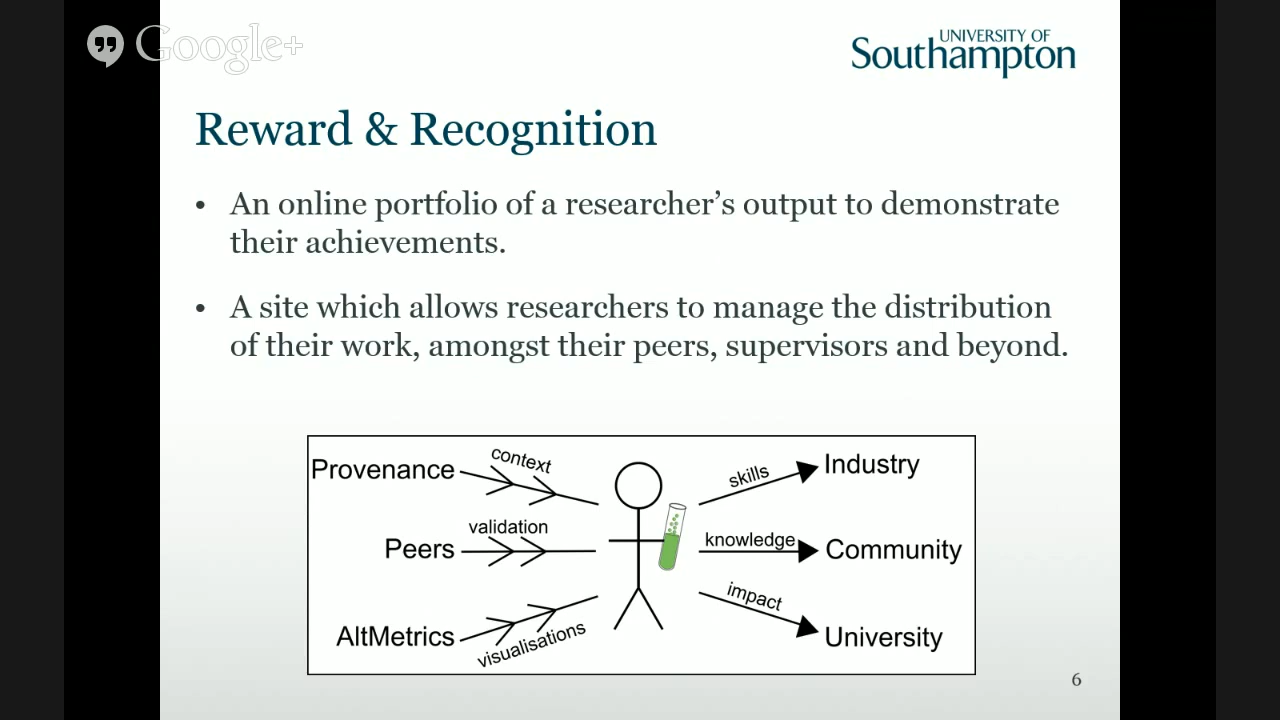 Google+
UNIVERSITY OF
Southampton
Reward & Recognition
• An online portfolio of a researcher’s output to demonstrate
their achievements.
• A site which allows researchers to manage the distribution
of their work, amongst their peers, supervisors and beyond.
Provenance
context
skills
Industry
Peers
validation
knowledge
Community
AltMetrics
visualisations
impact
University
6